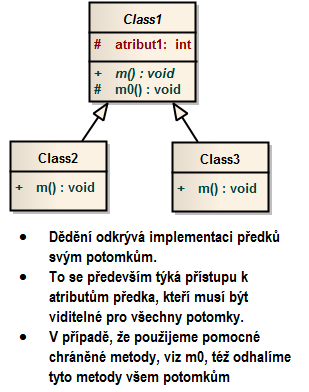 Class1
# atribut1: int
+ m() : void
# m0() : void
Class2
+ m() : void
Class3
+ m() : void
• Dědění odkrývá implementaci předků
svým potomkům.
• To se především týká přístupu k
atributům předka, kteří musí být
viditelné pro všechny potomky.
• V případě, že použijeme pomocné
chráněné metody, viz m0, též odhalíme
tyto metody všem potomkům